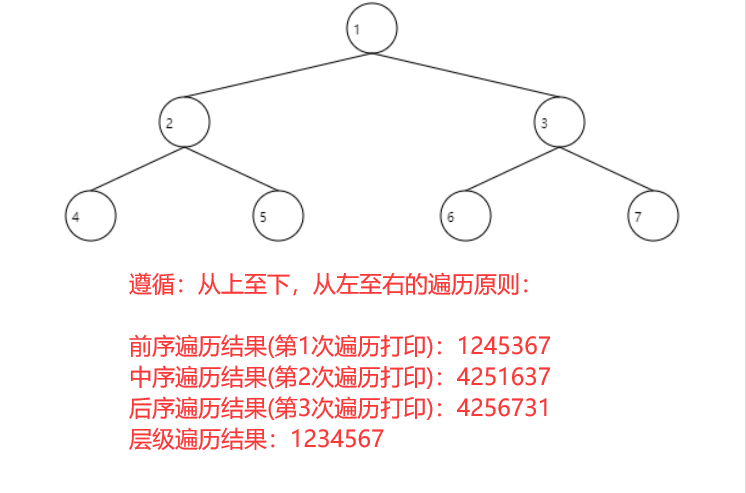 1
2 3
4 5 6 7
遵循：从上至下，从左至右的遍历原则：
前序遍历结果(第1次遍历打印)：1245367
中序遍历结果(第2次遍历打印)：4251637
后序遍历结果(第3次遍历打印)：4256731
层级遍历结果：1234567